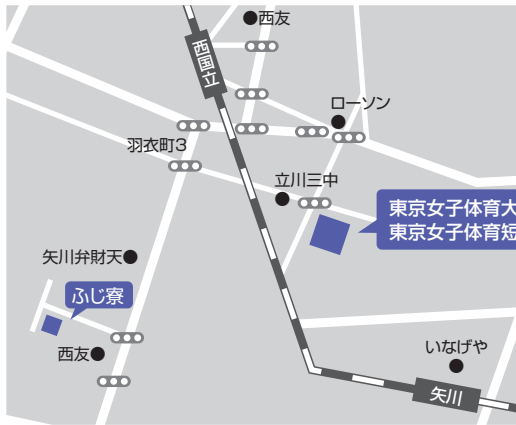 西友
西国立
ローソン
羽衣町3
立川三中
東京女子体育大
東京女子体育短
矢川弁財天
ふじ寮
西友
いなげや
矢川